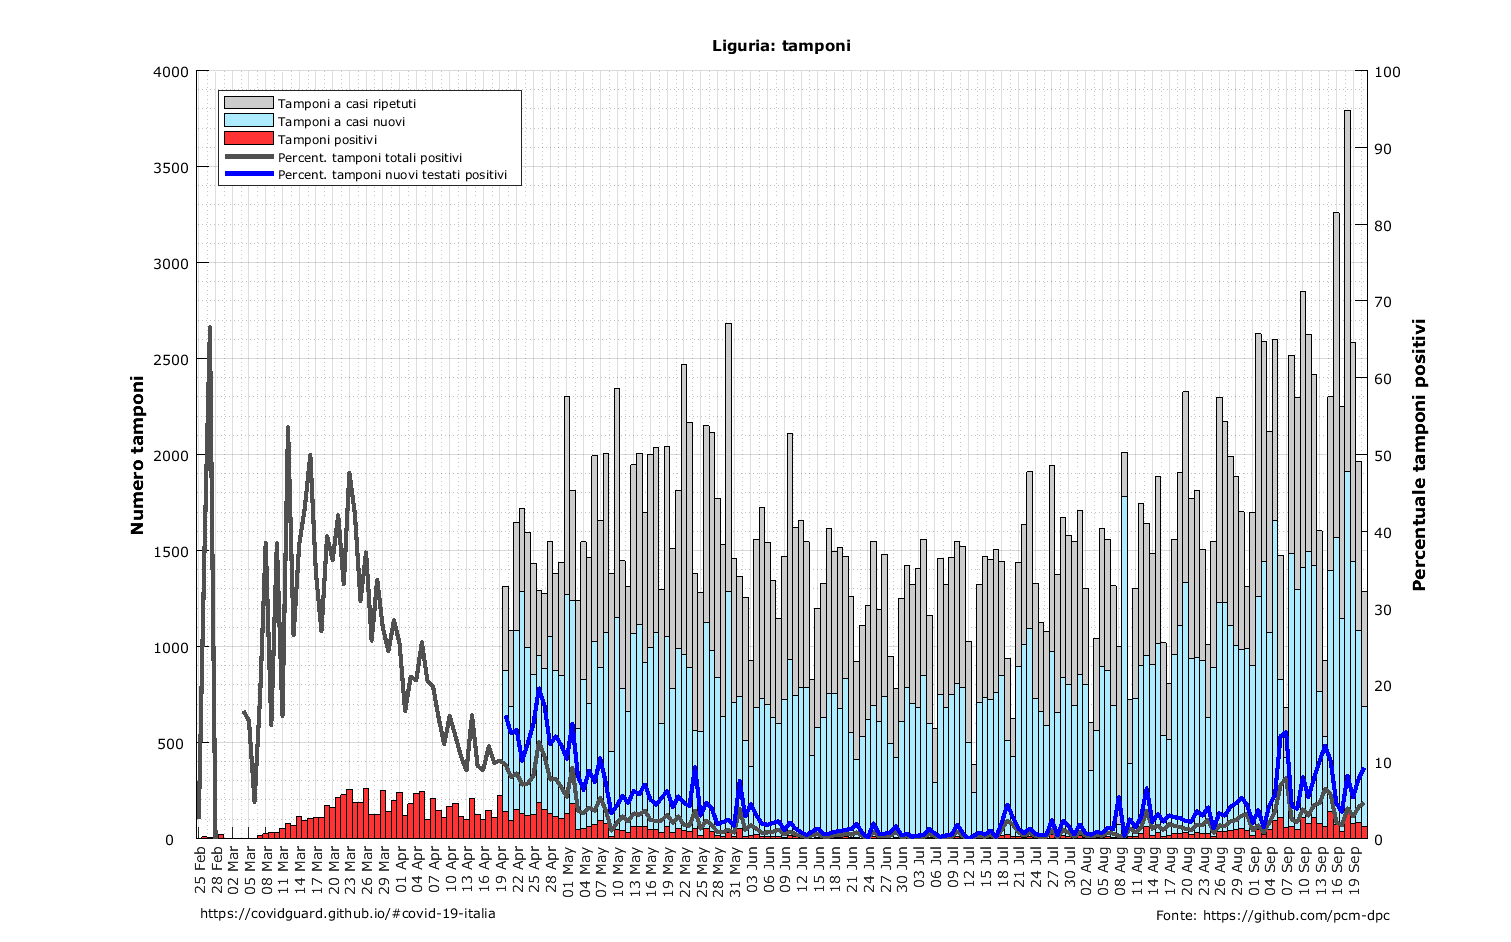 Liguria: tamponi
Tamponi a casi ripetuti
Tamponi a casi nuovi
Tamponi positivi
Percent. tamponi totali positivi
Percent. tamponi nuovi testati positivi
Numero tamponi
4000
3500
3000
2500
2000
1500
1000
500
0
Percentuale tamponi positivi
100
90
80
70
60
50
40
30
20
10
0
25 Feb
28 Feb
02 Mar
05 Mar
08 Mar
11 Mar
14 Mar
17 Mar
20 Mar
23 Mar
26 Mar
29 Mar
01 Apr
04 Apr
07 Apr
10 Apr
13 Apr
16 Apr
19 Apr
22 Apr
25 Apr
28 Apr
01 May
04 May
07 May
10 May
13 May
16 May
19 May
22 May
25 May
28 May
31 May
03 Jun
06 Jun
09 Jun
12 Jun
15 Jun
18 Jun
21 Jun
24 Jun
27 Jun
30 Jun
03 Jul
06 Jul
09 Jul
12 Jul
15 Jul
18 Jul
21 Jul
24 Jul
27 Jul
30 Jul
02 Aug
05 Aug
08 Aug
11 Aug
14 Aug
17 Aug
20 Aug
23 Aug
26 Aug
29 Aug
01 Sep
04 Sep
07 Sep
10 Sep
13 Sep
16 Sep
19 Sep
https://covidguard.github.io/#covid-19-italia
Fonte: https://github.com/pcm-dpc